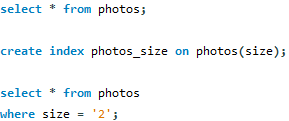 select * from photos;
create index photos_size on photos(size);
select * from photos
where size = '2';